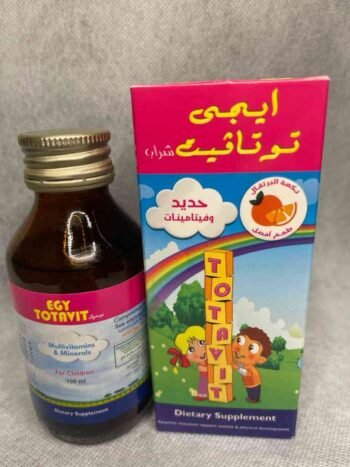 EGY
TOTAVIT
Syrup
Multivitamins
& Minerals
For Children
100 ml
Dietary Supplement
ايجى
توتاڤيت
شراب
حديد
وفيتامينات
نكهة البرتقال
طعم أفضل
TOTAVIT
Dietary Supplement